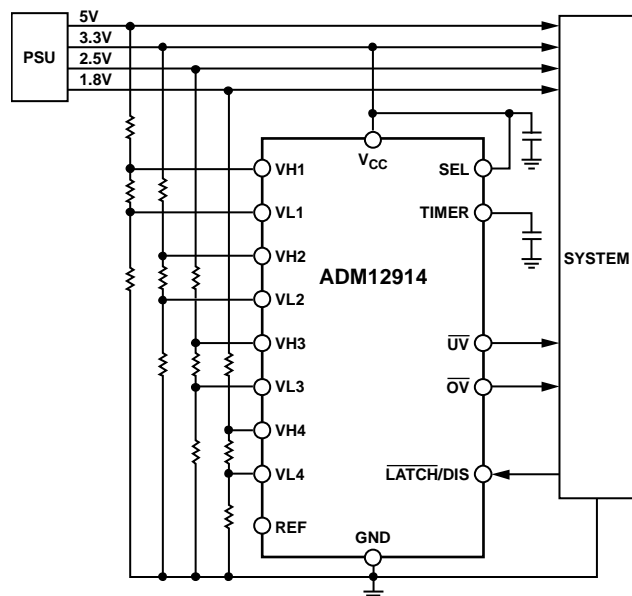 5V
3.3V
2.5V
1.8V
PSU
SYSTEM
VCC
VH1
SEL
VL1
TIMER
VH2
ADM12914
VL2
VH3
UV
VL3
OV
VH4
VL4
LATCH/DIS
REF
GND